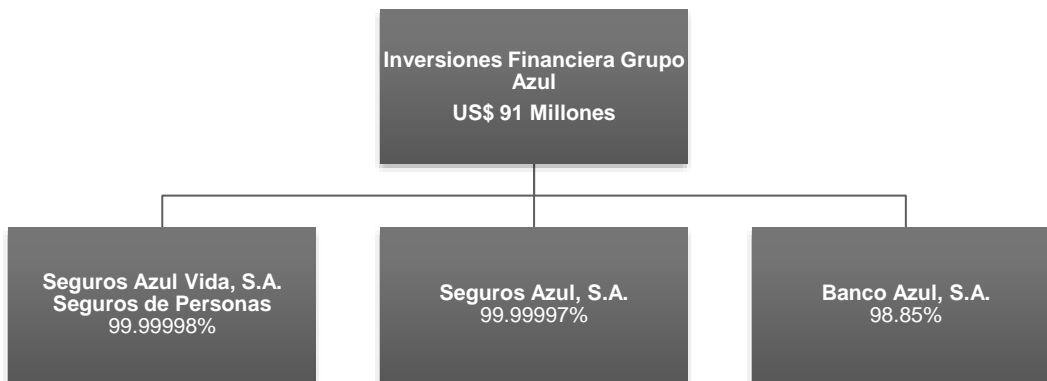 Inversiones Financiera Grupo
Azul
US$ 91 Millones
Seguros Azul Vida, S.A.
Seguros de Personas
99.99998%
Seguros Azul, S.A.
99.99997%
Banco Azul, S.A.
98.85%